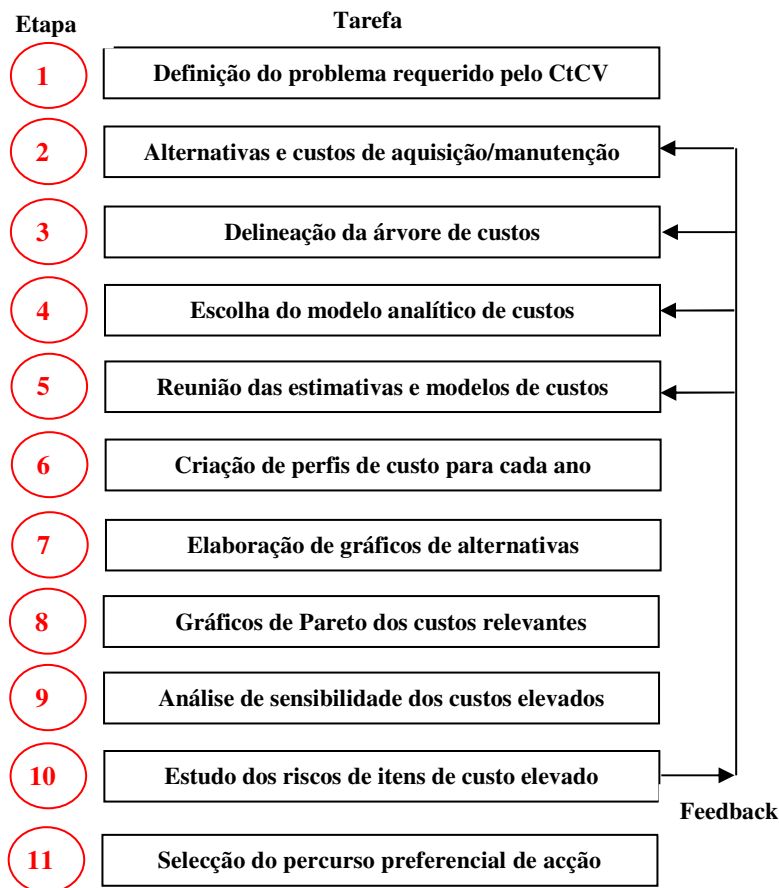 Etapa Tarefa
1 Definição do problema requerido pelo CtCV
2 Alternativas e custos de aquisição/manutenção
3 Delineação da árvore de custos
4 Escolha do modelo analítico de custos
5 Reunião das estimativas e modelos de custos
6 Criação de perfis de custo para cada ano
7 Elaboração de gráficos de alternativas
8 Gráficos de Pareto dos custos relevantes
9 Análise de sensibilidade dos custos elevados
10 Estudo dos riscos de itens de custo elevado
Feedback
11 Selecção do percurso preferencial de acção